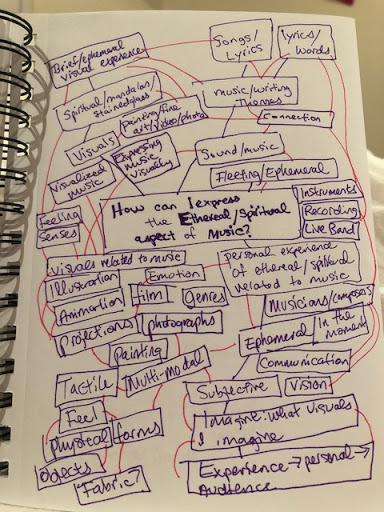 Brief/ephemeral
visual experience
Songs/
Lyrics
lyrics/
words
Spiritual/mandalas/
stainedglass
music/writing
Themes
painting/fine
art/video/photo
Connection
Visuals
Expressing
music
visually
Sound/music
Visualized
music
Fleeting/Ephemeral
Instruments
Recording
Live Band
Feeling
Senses
How can I express
the Ethereal/Spiritual
aspect of Music?
Visuals related to music
personal experience
of ethereal/spiritual
related to music
Illustration
Emotion
Animation
Film
Genres
Musicians/composers
Projections
photographs
Ephemeral
In the
Moment
Painting
Communication
Tactile
Multi-modal
Subjective
Vision
Feel
Imagine: what visuals
I imagine
physical forms
Objects
Fabric
Experience → personal →
Audience